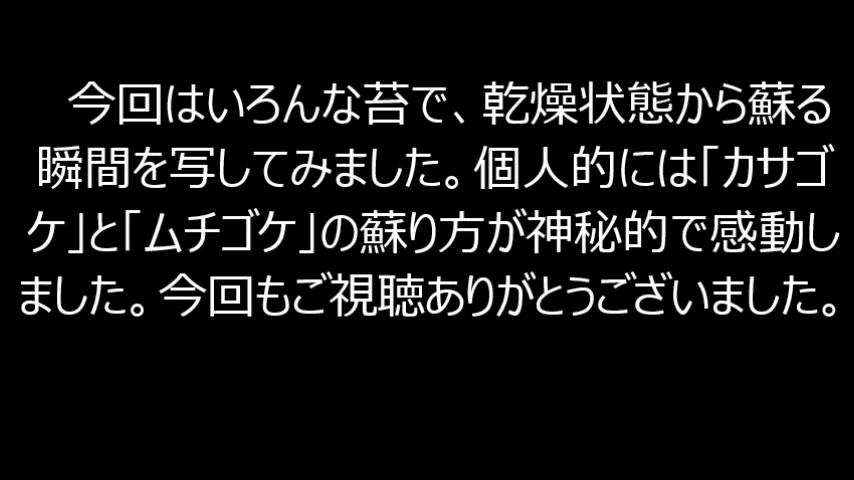 今回はいろんな苔で、乾燥状態から蘇る
瞬間を写してみました。個人的には「カサゴ
ケ」と「ムチゴケ」の蘇り方が神秘的で感動し
ました。今回もご視聴ありがとうございました。